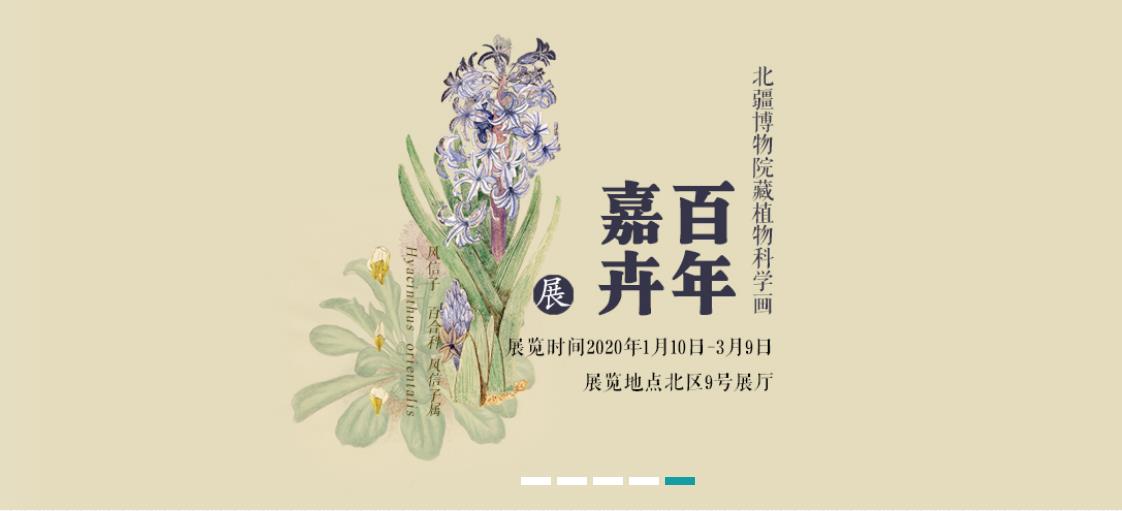 北疆博物院藏植物科学画
百年
嘉卉
展
展览时间2020年1月10日-3月9日
展览地点北区9号展厅
风信子 百合科 风信子属
Hyacinthus orientalis